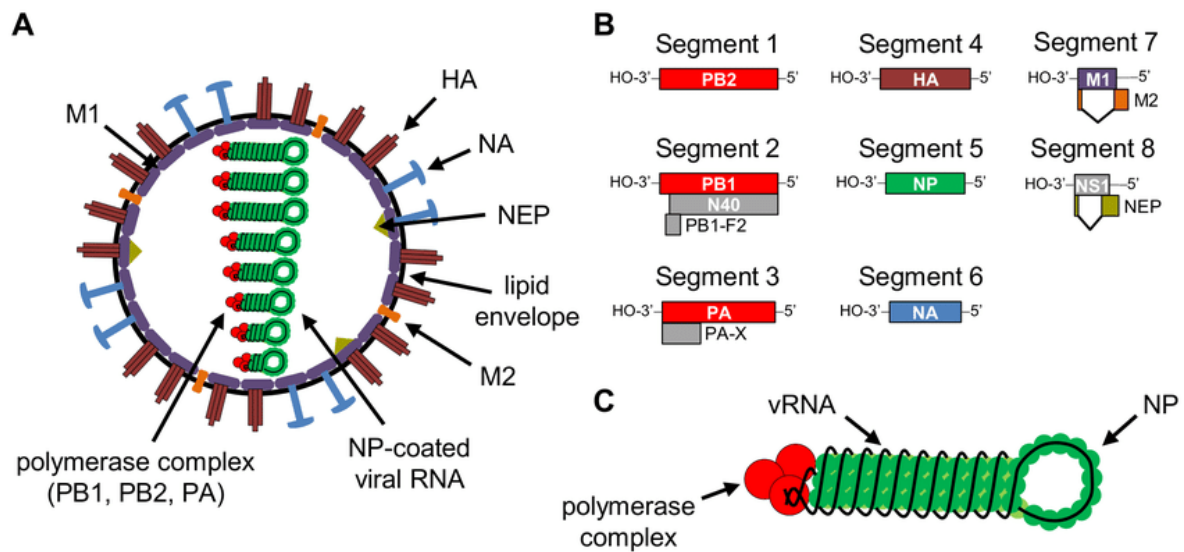 A
M1
HA
NA
NEP
lipid
envelope
M2
NP-coated
viral RNA
polymerase complex
(PB1, PB2, PA)
B
Segment 1
HO-3' PB2 -5'
Segment 4
HO-3' HA -5'
Segment 7
HO-3' M1 -5'
M2
Segment 2
HO-3' PB1 -5'
N40
PB1-F2
Segment 5
HO-3' NP -5'
Segment 8
HO-3' NS1 -5'
NEP
Segment 3
HO-3' PA -5'
PA-X
Segment 6
HO-3' NA -5'
C
vRNA
NP
polymerase
complex